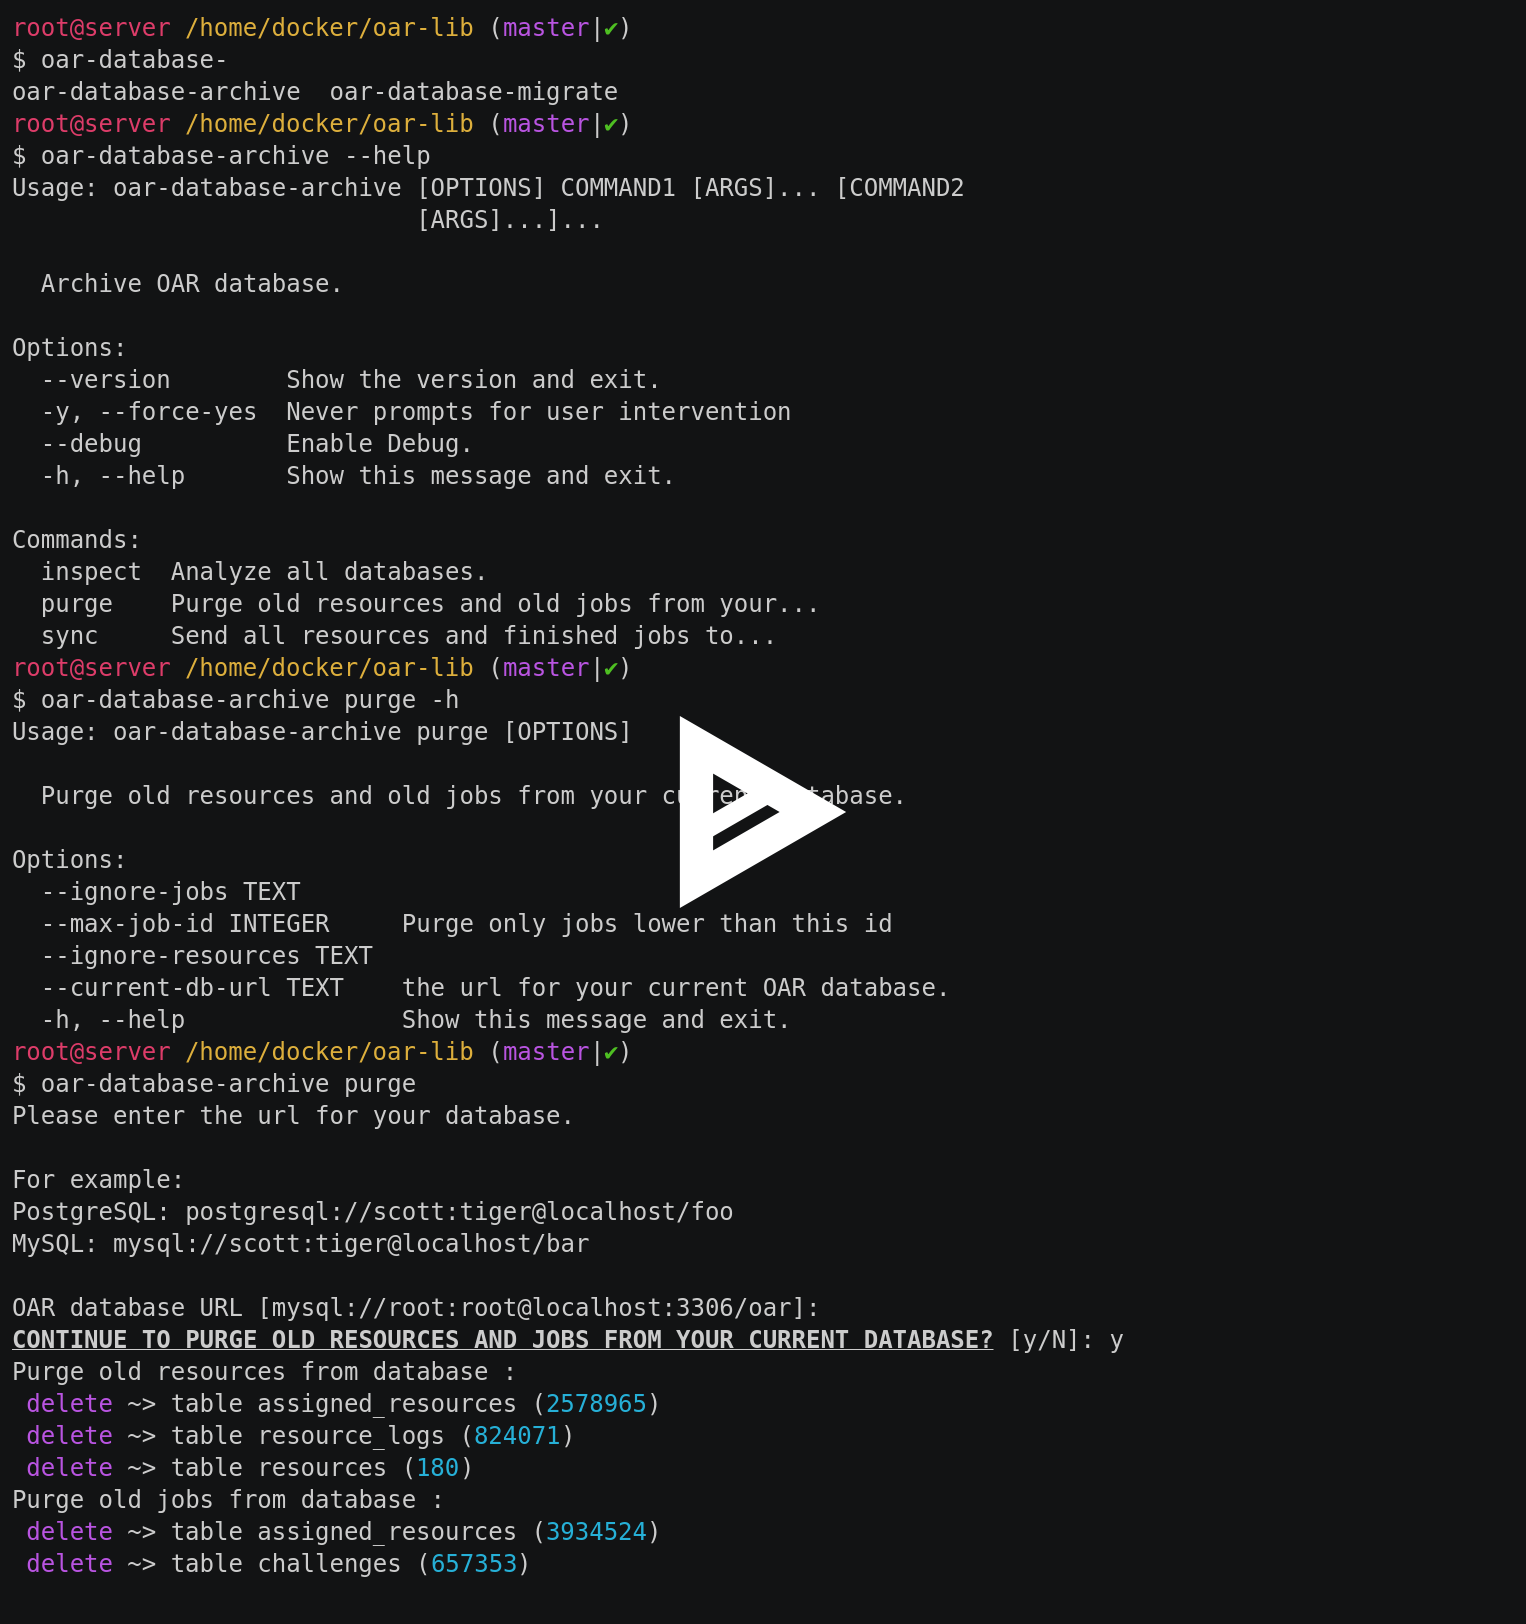 root@server /home/docker/oar-lib (master|✔)
$ oar-database-
oar-database-archive  oar-database-migrate
root@server /home/docker/oar-lib (master|✔)
$ oar-database-archive --help
Usage: oar-database-archive [OPTIONS] COMMAND1 [ARGS]... [COMMAND2
                            [ARGS]...]...

  Archive OAR database.

Options:
  --version        Show the version and exit.
  -y, --force-yes  Never prompts for user intervention
  --debug          Enable Debug.
  -h, --help       Show this message and exit.

Commands:
  inspect  Analyze all databases.
  purge    Purge old resources and old jobs from your...
  sync     Send all resources and finished jobs to...
root@server /home/docker/oar-lib (master|✔)
$ oar-database-archive purge -h
Usage: oar-database-archive purge [OPTIONS]

  Purge old resources and old jobs from your current database.

Options:
  --ignore-jobs TEXT
  --max-job-id INTEGER     Purge only jobs lower than this id
  --ignore-resources TEXT
  --current-db-url TEXT    the url for your current OAR database.
  -h, --help               Show this message and exit.
root@server /home/docker/oar-lib (master|✔)
$ oar-database-archive purge
Please enter the url for your database.

For example:
PostgreSQL: postgresql://scott:tiger@localhost/foo
MySQL: mysql://scott:tiger@localhost/bar

OAR database URL [mysql://root:root@localhost:3306/oar]:
CONTINUE TO PURGE OLD RESOURCES AND JOBS FROM YOUR CURRENT DATABASE? [y/N]: y
Purge old resources from database :
 delete ~> table assigned_resources (2578965)
 delete ~> table resource_logs (824071)
 delete ~> table resources (180)
Purge old jobs from database :
 delete ~> table assigned_resources (3934524)
 delete ~> table challenges (657353)